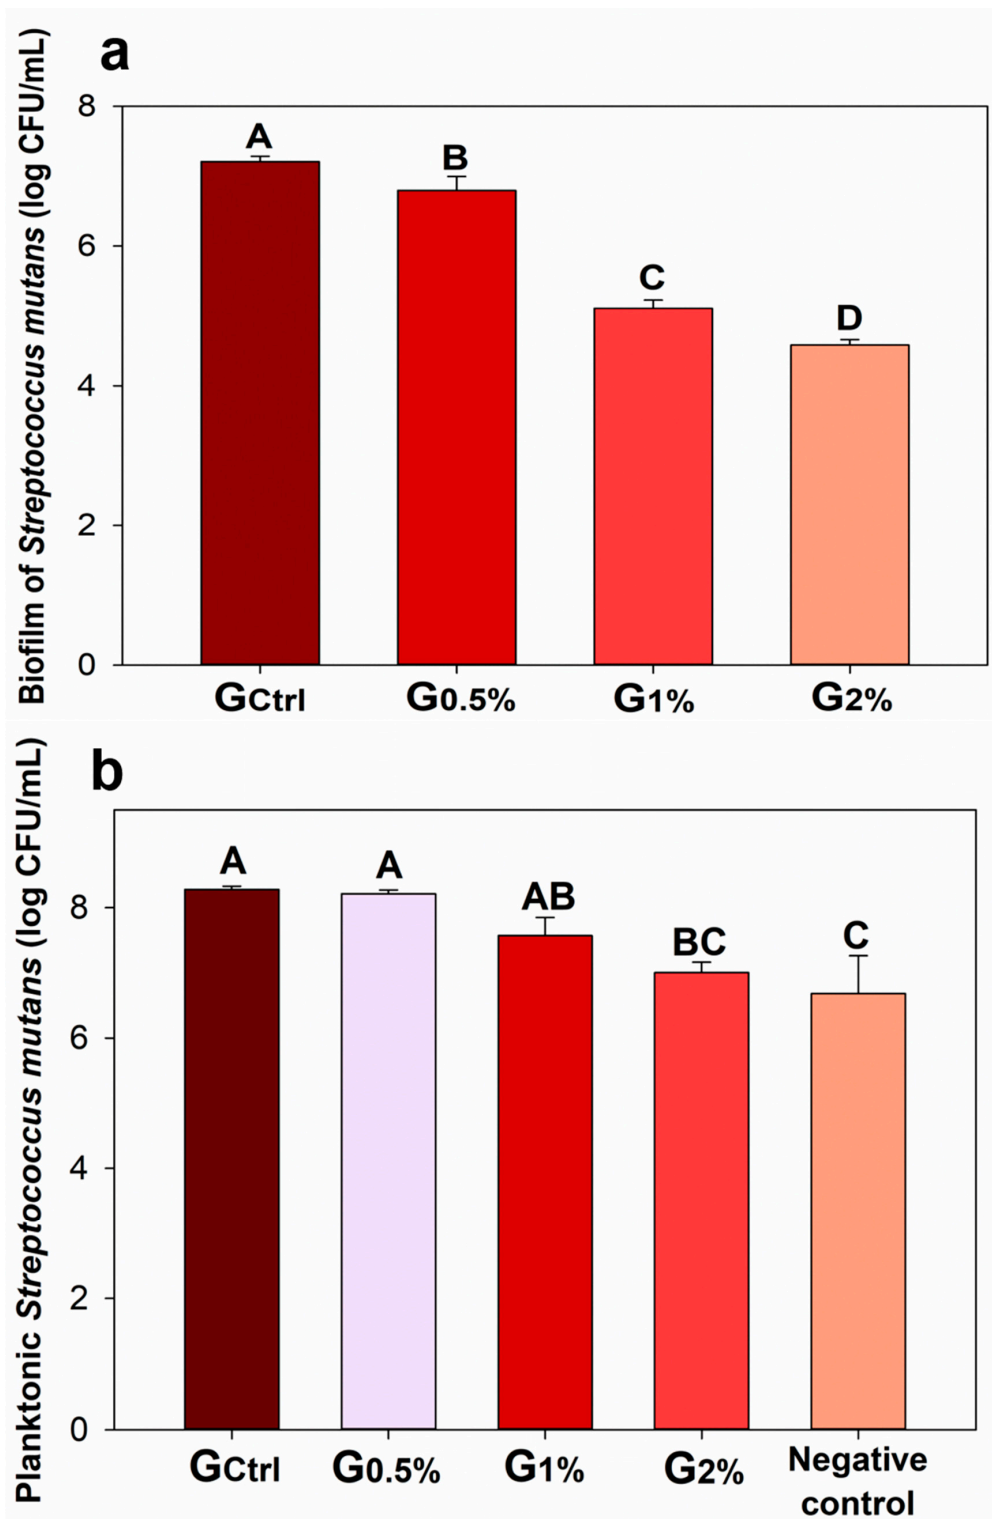 a
Biofilm of Streptococcus mutans (log CFU/mL)
8
6
4
2
0
A
B
C
D
GCtrl
G0.5%
G1%
G2%
b
Planktonic Streptococcus mutans (log CFU/mL)
8
6
4
2
0
A
A
AB
BC
C
GCtrl
G0.5%
G1%
G2%
Negative
control